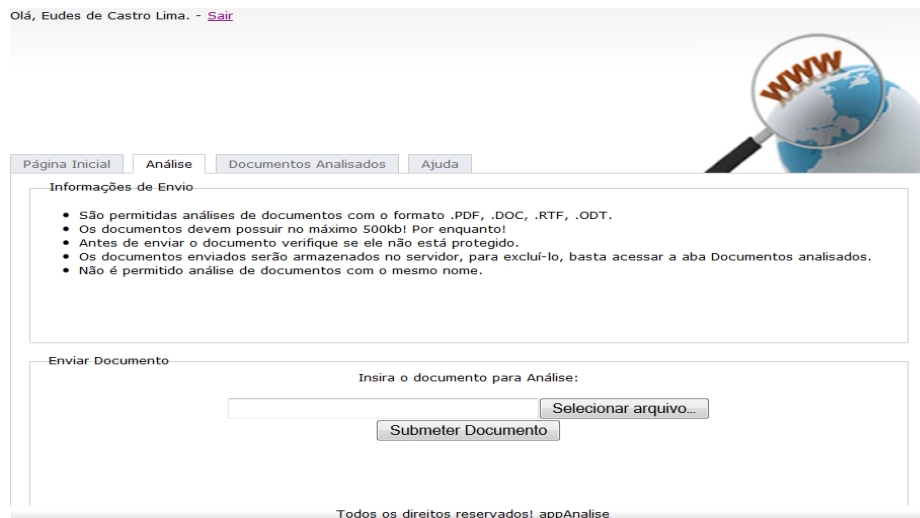 Olá, Eudes de Castro Lima. - Sair
WWW
Página Inicial Análise Documentos Analisados Ajuda
Informações de Envio
São permitidas análises de documentos com o formato .PDF, .DOC, .RTF, .ODT.
Os documentos devem possuir no máximo 500kb! Por enquanto!
Antes de enviar o documento verifique se ele não está protegido.
Os documentos enviados serão armazenados no servidor, para excluí-lo, basta acessar a aba Documentos analisados.
Não é permitido análise de documentos com o mesmo nome.
Enviar Documento
Insira o documento para Análise:
Selecionar arquivo...
Submeter Documento
Todos os direitos reservados! appAnalise